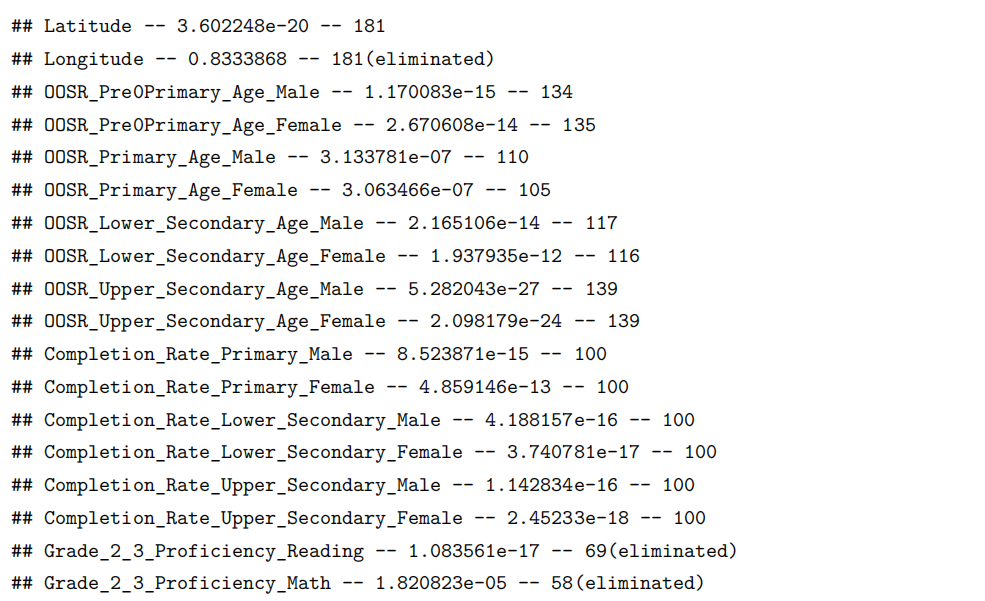 ## Latitude -- 3.602248e-20 -- 181
## Longitude -- 0.8333868 -- 181(eliminated)
## OOSR_Pre0Primary_Age_Male -- 1.170083e-15 -- 134
## OOSR_Pre0Primary_Age_Female -- 2.670608e-14 -- 135
## OOSR_Primary_Age_Male -- 3.133781e-07 -- 110
## OOSR_Primary_Age_Female -- 3.063466e-07 -- 105
## OOSR_Lower_Secondary_Age_Male -- 2.165106e-14 -- 117
## OOSR_Lower_Secondary_Age_Female -- 1.937935e-12 -- 116
## OOSR_Upper_Secondary_Age_Male -- 5.282043e-27 -- 139
## OOSR_Upper_Secondary_Age_Female -- 2.098179e-24 -- 139
## Completion_Rate_Primary_Male -- 8.523871e-15 -- 100
## Completion_Rate_Primary_Female -- 4.859146e-13 -- 100
## Completion_Rate_Lower_Secondary_Male -- 4.188157e-16 -- 100
## Completion_Rate_Lower_Secondary_Female -- 3.740781e-17 -- 100
## Completion_Rate_Upper_Secondary_Male -- 1.142834e-16 -- 100
## Completion_Rate_Upper_Secondary_Female -- 2.45233e-18 -- 100
## Grade_2_3_Proficiency_Reading -- 1.083561e-17 -- 69(eliminated)
## Grade_2_3_Proficiency_Math -- 1.820823e-05 -- 58(eliminated)